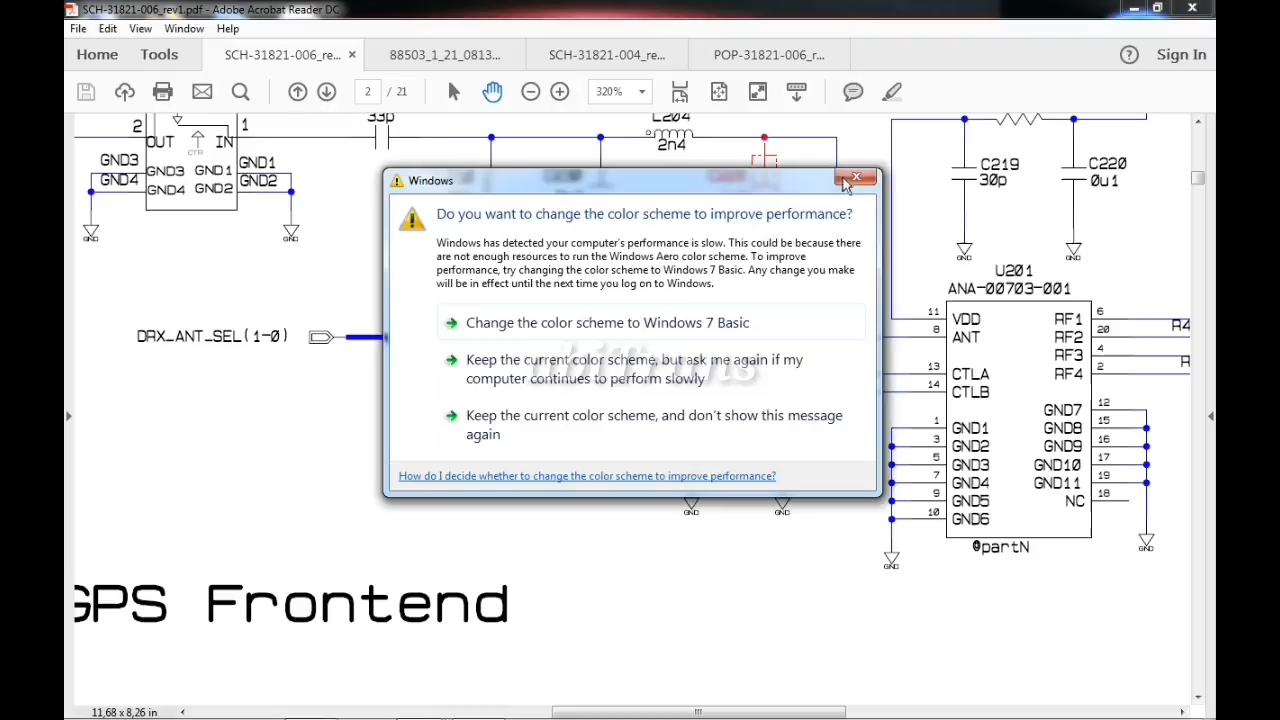 SCH-31821-006_rev1.pdf - Adobe Acrobat Reader DC
File Edit View Window Help
Home Tools SCH-31821-006_re... × 88503_1_21_0813... SCH-31821-004_re... POP-31821-006_r... Sign In
2 / 21 320%
33p
L204
2n4
2 1
OUT IN
CTR
GND3 GND3 GND1 GND1
GND4 GND4 GND2 GND2
GND GND
C219
30p
C220
0u1
GND GND
Windows
Do you want to change the color scheme to improve performance?
Windows has detected your computer's performance is slow. This could be because there
are not enough resources to run the Windows Aero color scheme. To improve
performance, try changing the color scheme to Windows 7 Basic. Any change you make
will be in effect until the next time you log on to Windows.
Change the color scheme to Windows 7 Basic
Keep the current color scheme, but ask me again if my
computer continues to perform slowly
Keep the current color scheme, and don't show this message
again
How do I decide whether to change the color scheme to improve performance?
DRX_ANT_SEL(1-0)
U201
ANA-00703-001
11 VDD RF1 6
8 ANT RF2 20
RF3 4
13 CTLA RF4 2
14 CTLB
GND7 12
1 GND1 GND8 15
3 GND2 GND9 16
5 GND3 GND10 17
7 GND4 GND11 19
9 GND5 NC 18
10 GND6
@partN
R4
R
GND GND GND GND
GPS Frontend
11,68 x 8,26 in